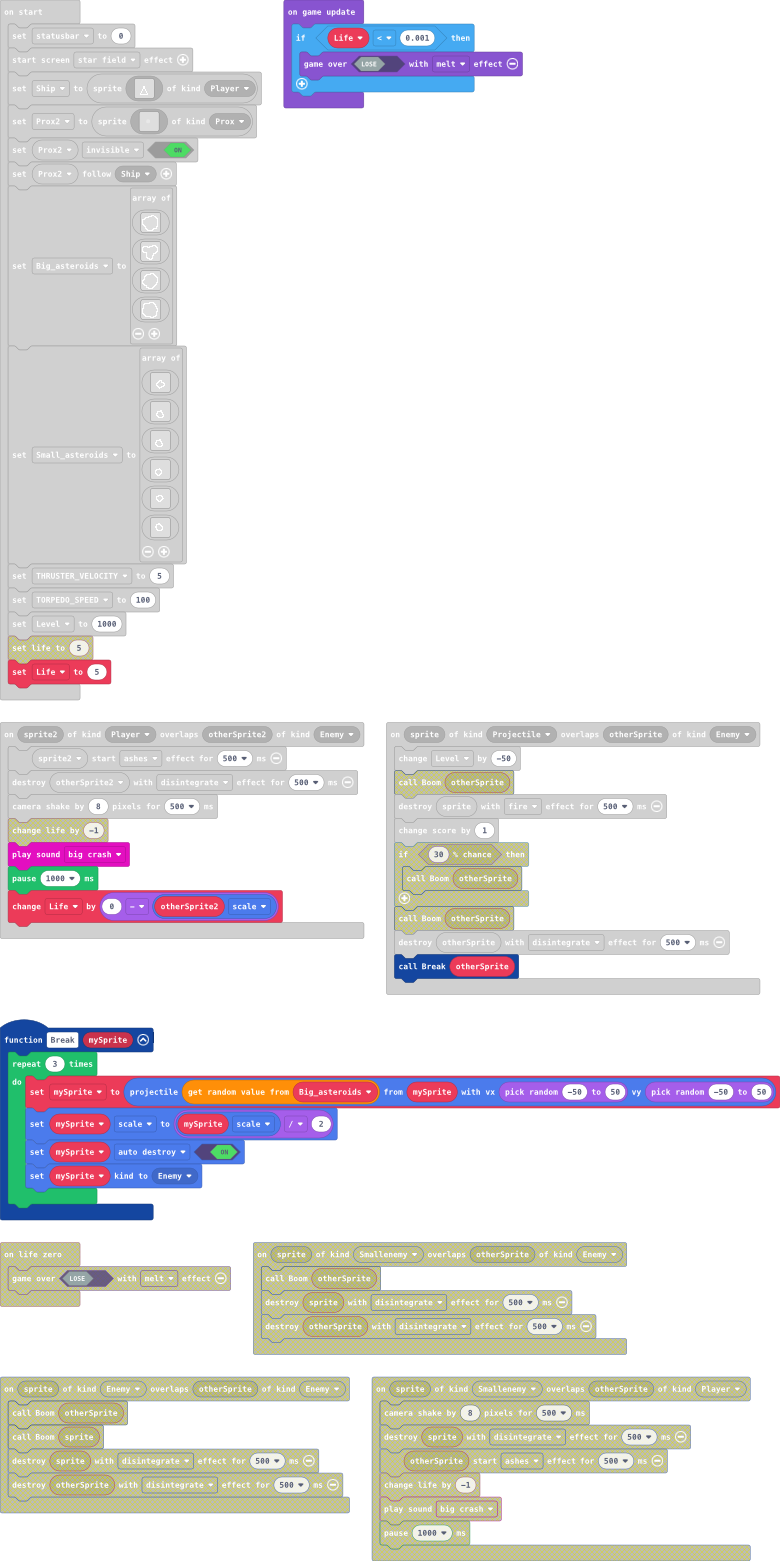 on start
set statusbar to 0
start screen star field effect
set Ship to sprite of kind Player
set Prox2 to sprite of kind Prox
set Prox2 invisible ON
set Prox2 follow Ship
set Big_asteroids to array of
set Small_asteroids to array of
set THRUSTER_VELOCITY to 5
set TORPEDO_SPEED to 100
set Level to 1000
set life to 5
set Life to 5
on game update
if Life < 0.001 then
game over LOSE with melt effect
on sprite2 of kind Player overlaps otherSprite2 of kind Enemy
sprite2 start ashes effect for 500 ms
destroy otherSprite2 with disintegrate effect for 500 ms
camera shake by 8 pixels for 500 ms
change life by -1
play sound big crash
pause 1000 ms
change Life by 0 - otherSprite2 scale
on sprite of kind Projectile overlaps otherSprite of kind Enemy
change Level by -50
call Boom otherSprite
destroy sprite with fire effect for 500 ms
change score by 1
if 30 % chance then
call Boom otherSprite
call Boom otherSprite
destroy otherSprite with disintegrate effect for 500 ms
call Break otherSprite
function Break mySprite
repeat 3 times
do
set mySprite to projectile get random value from Big_asteroids from mySprite with vx pick random -50 to 50 vy pick random -50 to 50
set mySprite scale to mySprite scale / 2
set mySprite auto destroy ON
set mySprite kind to Enemy
on life zero
game over LOSE with melt effect
on sprite of kind Smallenemy overlaps otherSprite of kind Enemy
call Boom otherSprite
destroy sprite with disintegrate effect for 500 ms
destroy otherSprite with disintegrate effect for 500 ms
on sprite of kind Enemy overlaps otherSprite of kind Enemy
call Boom otherSprite
call Boom sprite
destroy sprite with disintegrate effect for 500 ms
destroy otherSprite with disintegrate effect for 500 ms
on sprite of kind Smallenemy overlaps otherSprite of kind Player
camera shake by 8 pixels for 500 ms
destroy sprite with disintegrate effect for 500 ms
otherSprite start ashes effect for 500 ms
change life by -1
play sound big crash
pause 1000 ms